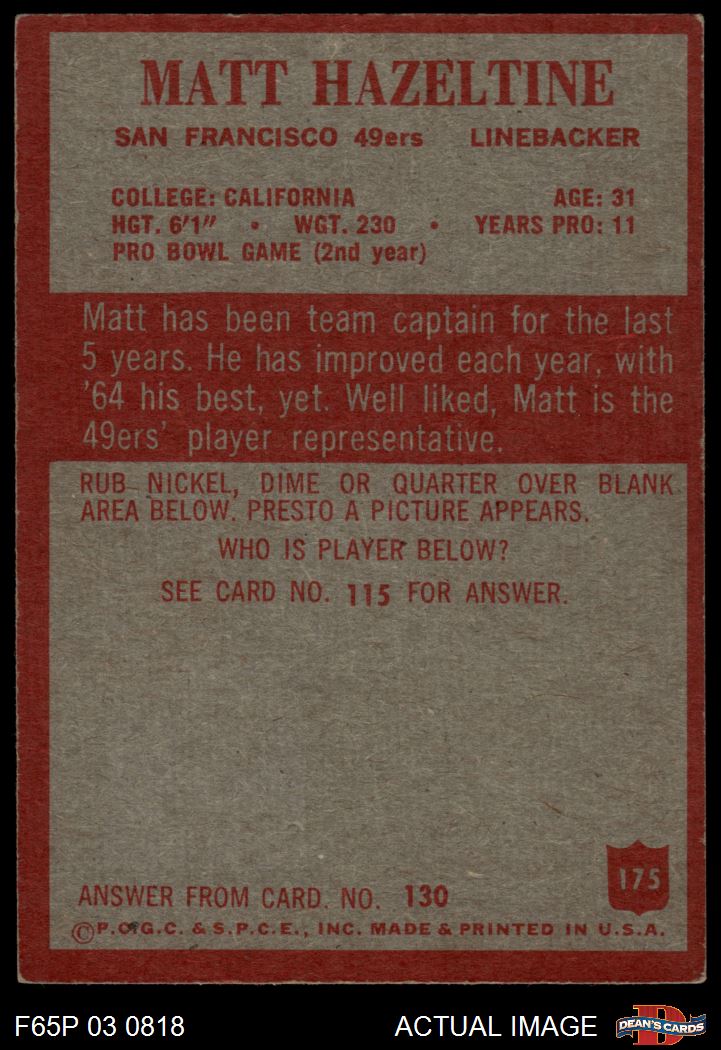 MATT HAZELTINE
SAN FRANCISCO 49ers LINEBACKER
COLLEGE: CALIFORNIA AGE: 31
HGT. 6'1" • WGT. 230 • YEARS PRO: 11
PRO BOWL GAME (2nd year)
Matt has been team captain for the last
5 years. He has improved each year, with
'64 his best, yet. Well liked, Matt is the
49ers' player representative.
RUB NICKEL, DIME OR QUARTER OVER BLANK
AREA BELOW. PRESTO A PICTURE APPEARS.
WHO IS PLAYER BELOW?
SEE CARD NO. 115 FOR ANSWER.
175
ANSWER FROM CARD. NO. 130
©P.C.G.C. & S.P.C.E., INC. MADE & PRINTED IN U.S.A.
F65P 03 0818 ACTUAL IMAGE
D
DEAN'S CARDS